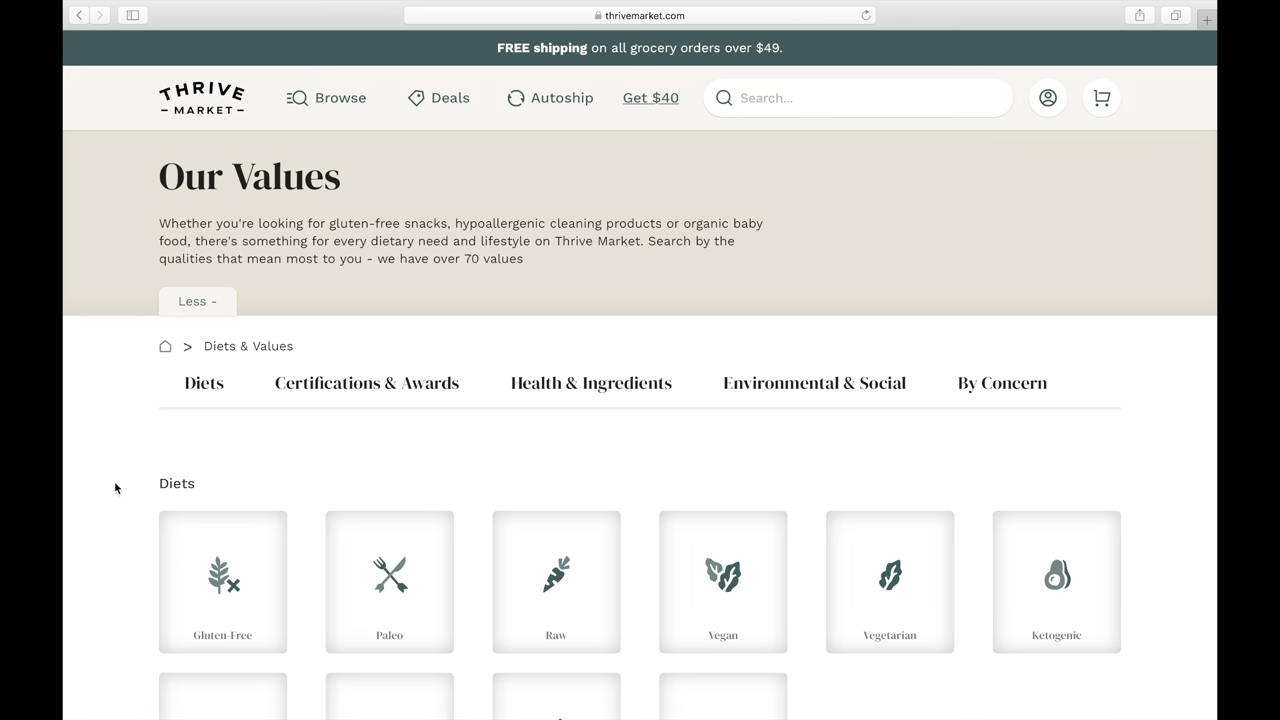 thrivemarket.com
FREE shipping on all grocery orders over $49.
THRIVE
MARKET
Browse
Deals
Autoship
Get $40
Search...
Our Values
Whether you're looking for gluten-free snacks, hypoallergenic cleaning products or organic baby
food, there's something for every dietary need and lifestyle on Thrive Market. Search by the
qualities that mean most to you - we have over 70 values
Less -
> Diets & Values
Diets
Certifications & Awards
Health & Ingredients
Environmental & Social
By Concern
Diets
Gluten-Free
Paleo
Raw
Vegan
Vegetarian
Ketogenic